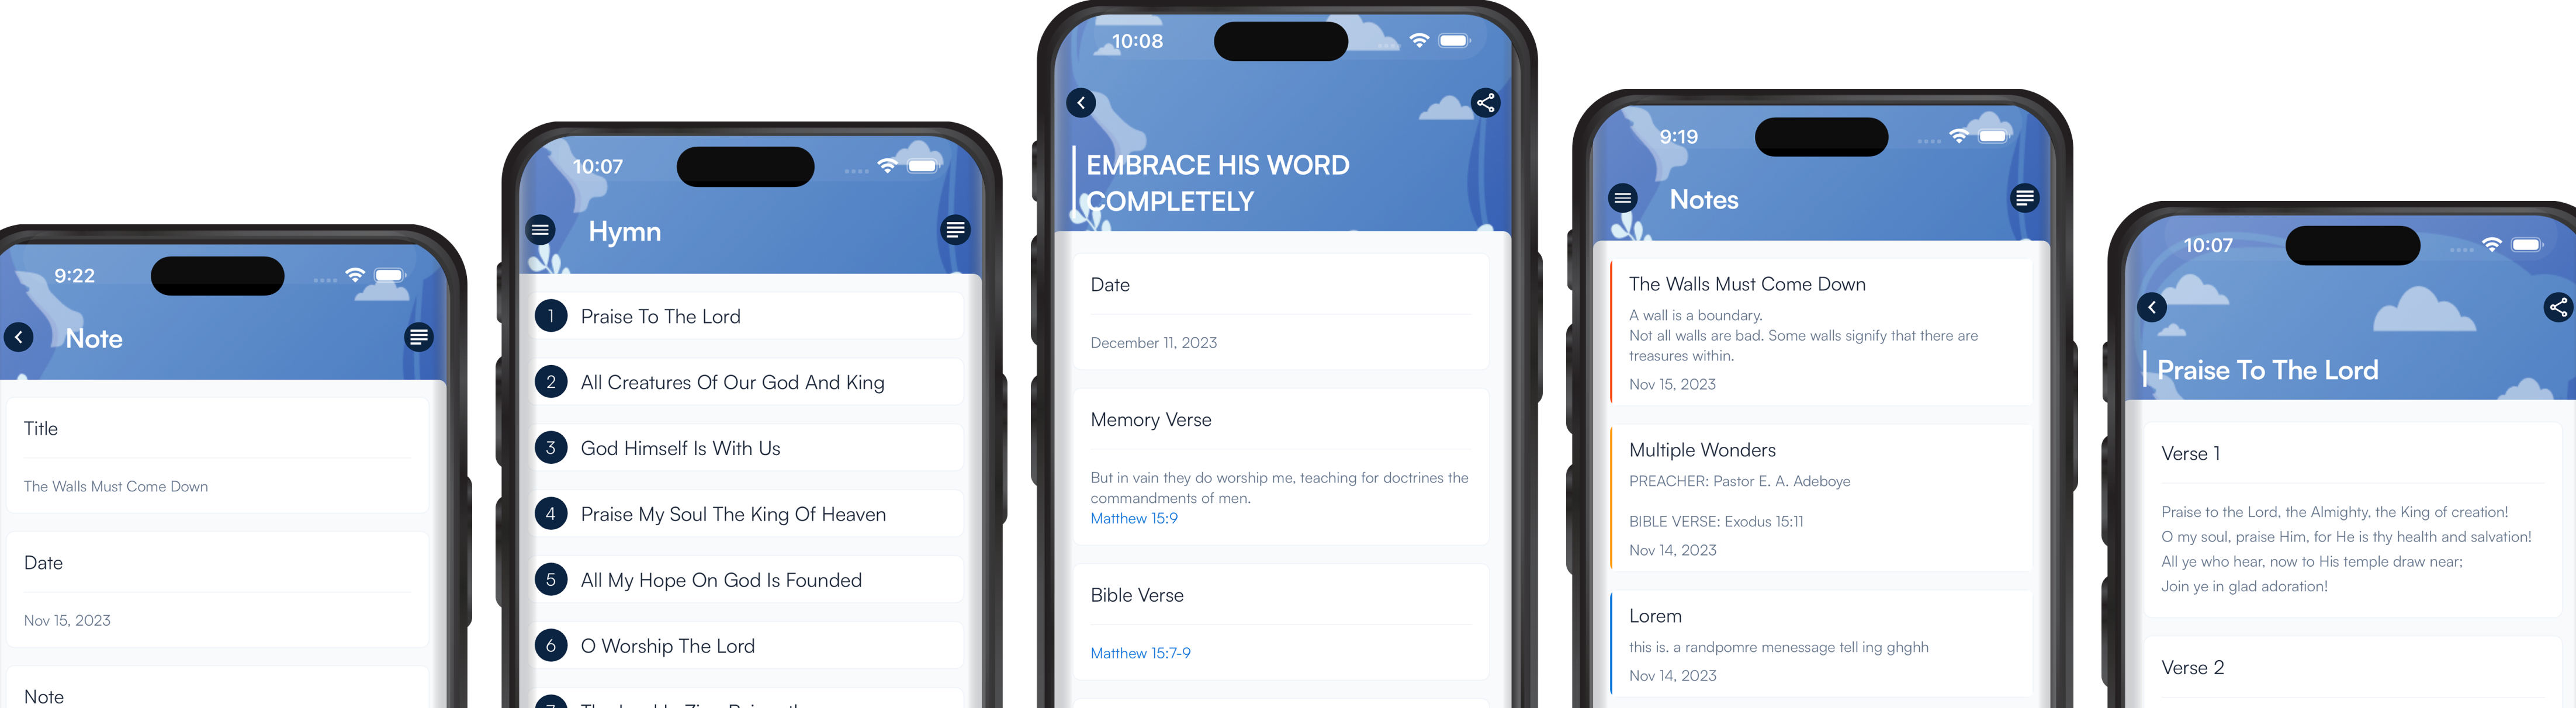 9:22
Note
Title
The Walls Must Come Down
Date
Nov 15, 2023
Note
10:07
Hymn
1 Praise To The Lord
2 All Creatures Of Our God And King
3 God Himself Is With Us
4 Praise My Soul The King Of Heaven
5 All My Hope On God Is Founded
6 O Worship The Lord
10:08
EMBRACE HIS WORD
COMPLETELY
Date
December 11, 2023
Memory Verse
But in vain they do worship me, teaching for doctrines the
commandments of men.
Matthew 15:9
Bible Verse
Matthew 15:7-9
9:19
Notes
The Walls Must Come Down
A wall is a boundary.
Not all walls are bad. Some walls signify that there are
treasures within.
Nov 15, 2023
Multiple Wonders
PREACHER: Pastor E. A. Adeboye
BIBLE VERSE: Exodus 15:11
Nov 14, 2023
Lorem
this is. a randpomre menessage tell ing ghghh
Nov 14, 2023
10:07
Praise To The Lord
Verse 1
Praise to the Lord, the Almighty, the King of creation!
O my soul, praise Him, for He is thy health and salvation!
All ye who hear, now to His temple draw near;
Join ye in glad adoration!
Verse 2